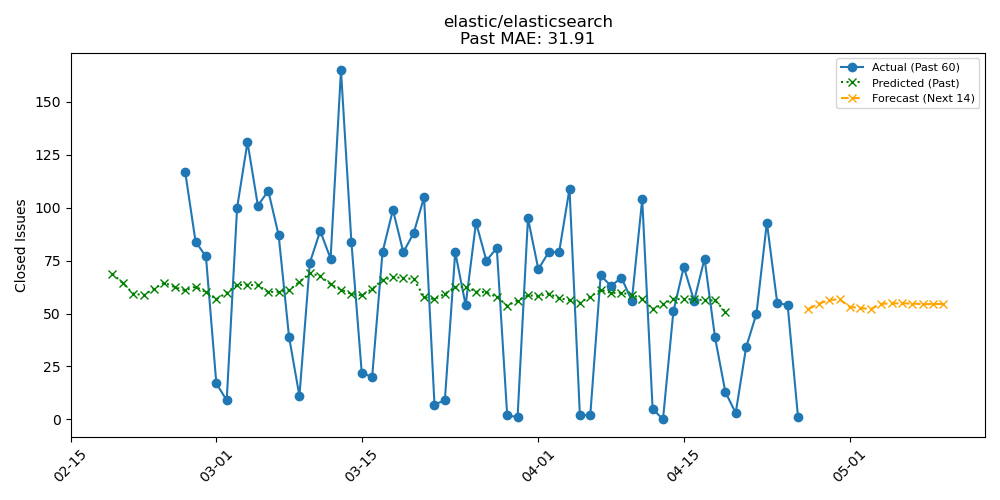 elastic/elasticsearch
Past MAE: 31.91
Actual (Past 60)
Predicted (Past)
Forecast (Next 14)
Closed Issues
150
125
100
75
50
25
0
02-15
03-01
03-15
04-01
04-15
05-01